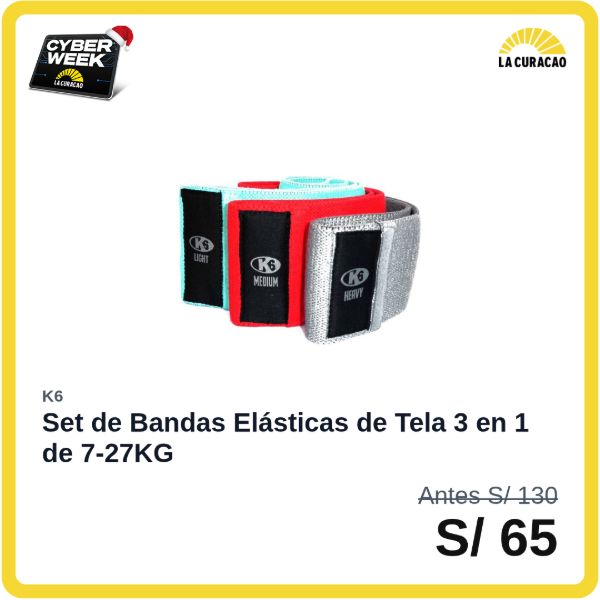 CYBER
WEEK
LA CURACAO
LA CURACAO
K6
LIGHT
K6
MEDIUM
K6
HEAVY
K6
Set de Bandas Elásticas de Tela 3 en 1
de 7-27KG
Antes S/ 130
S/ 65